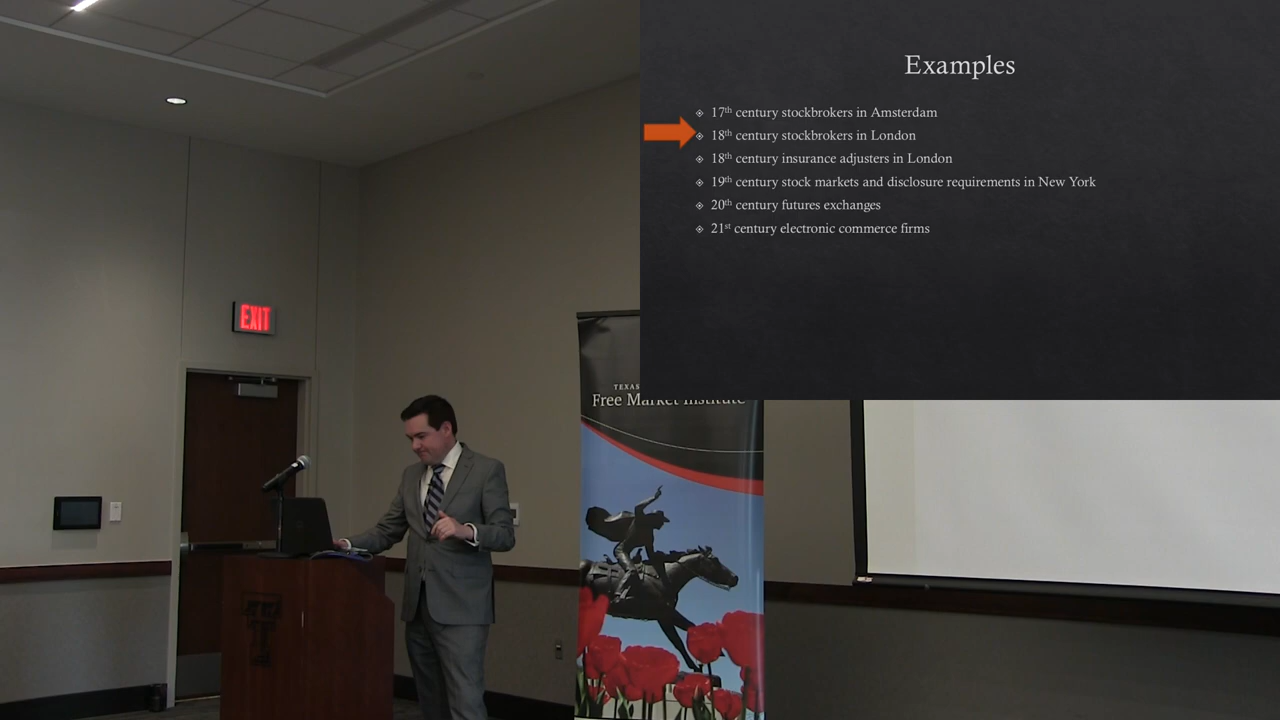 Examples
17th century stockbrokers in Amsterdam
18th century stockbrokers in London
18th century insurance adjusters in London
19th century stock markets and disclosure requirements in New York
20th century futures exchanges
21st century electronic commerce firms
EXIT
TEXAS
Free Market Institute